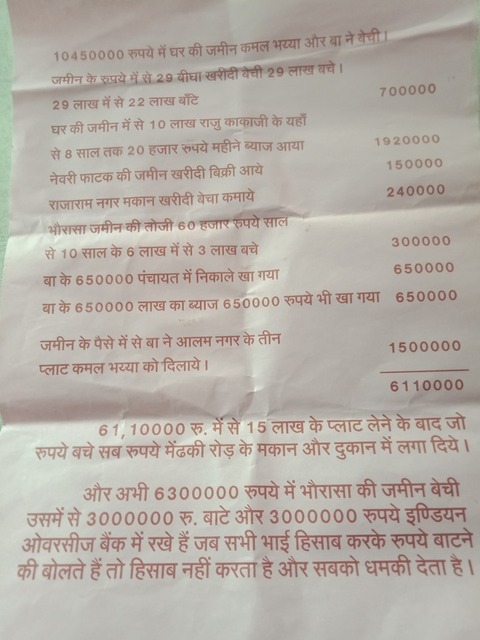 10450000 रुपये में घर की जमीन कमल भय्या और बा ने बेची।
जमीन के रुपये में से 29 बीघा खरीदी बेची 29 लाख बचे।
29 लाख में से 22 लाख बाँटे 700000
घर की जमीन में से 10 लाख राजु काकाजी के यहाँ
से 8 साल तक 20 हजार रुपये महीने ब्याज आया 1920000
नेवरी फाटक की जमीन खरीदी बिक्री आये 150000
राजाराम नगर मकान खरीदी बेचा कमाये 240000
भौरासा जमीन की तोजी 60 हजार रुपये साल
से 10 साल के 6 लाख में से 3 लाख बचे 300000
बा के 650000 पंचायत में निकाले खा गया 650000
बा के 650000 लाख का ब्याज 650000 रुपये भी खा गया 650000
जमीन के पैसे में से बा ने आलम नगर के तीन
प्लाट कमल भय्या को दिलाये। 1500000
6110000
61,10000 रु. में से 15 लाख के प्लाट लेने के बाद जो
रुपये बचे सब रुपये मेंढकी रोड़ के मकान और दुकान में लगा दिये।
और अभी 6300000 रुपये में भौरासा की जमीन बेची
उसमें से 3000000 रु. बाटे और 3000000 रुपये इण्डियन
ओवरसीज बैंक में रखे हैं जब सभी भाई हिसाब करके रुपये बाटने
की बोलते हैं तो हिसाब नहीं करता है और सबको धमकी देता है।